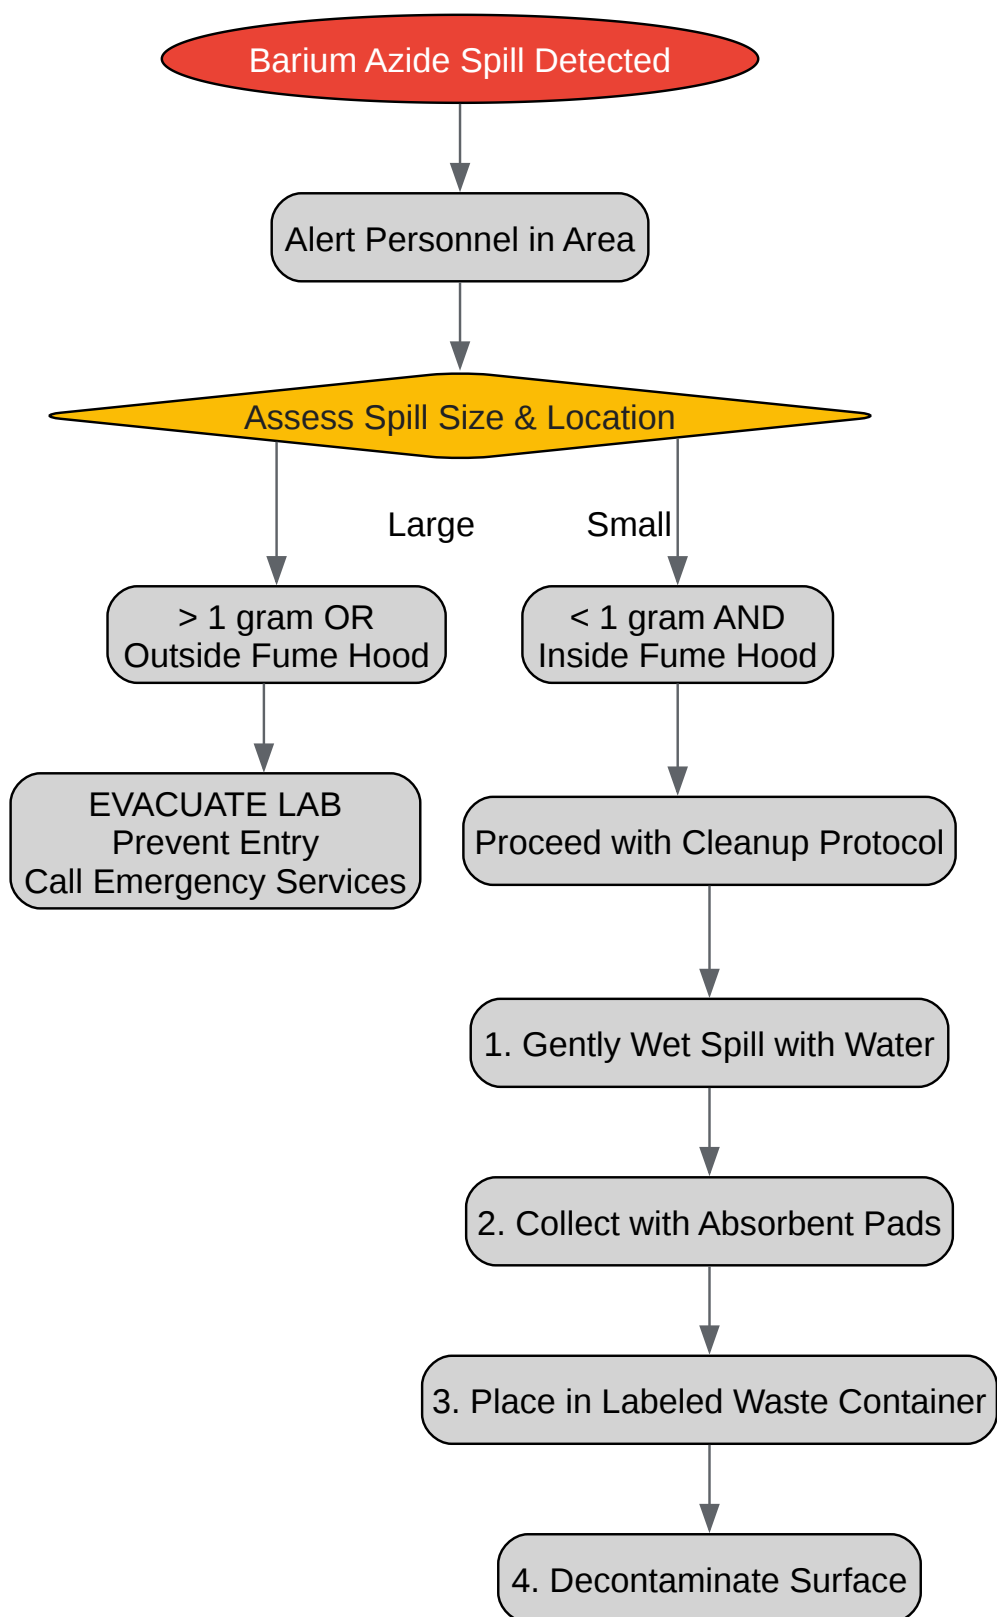 Barium Azide Spill Detected
Alert Personnel in Area
Assess Spill Size & Location
Large
Small
> 1 gram OR
Outside Fume Hood
< 1 gram AND
Inside Fume Hood
EVACUATE LAB
Prevent Entry
Call Emergency Services
Proceed with Cleanup Protocol
1. Gently Wet Spill with Water
2. Collect with Absorbent Pads
3. Place in Labeled Waste Container
4. Decontaminate Surface